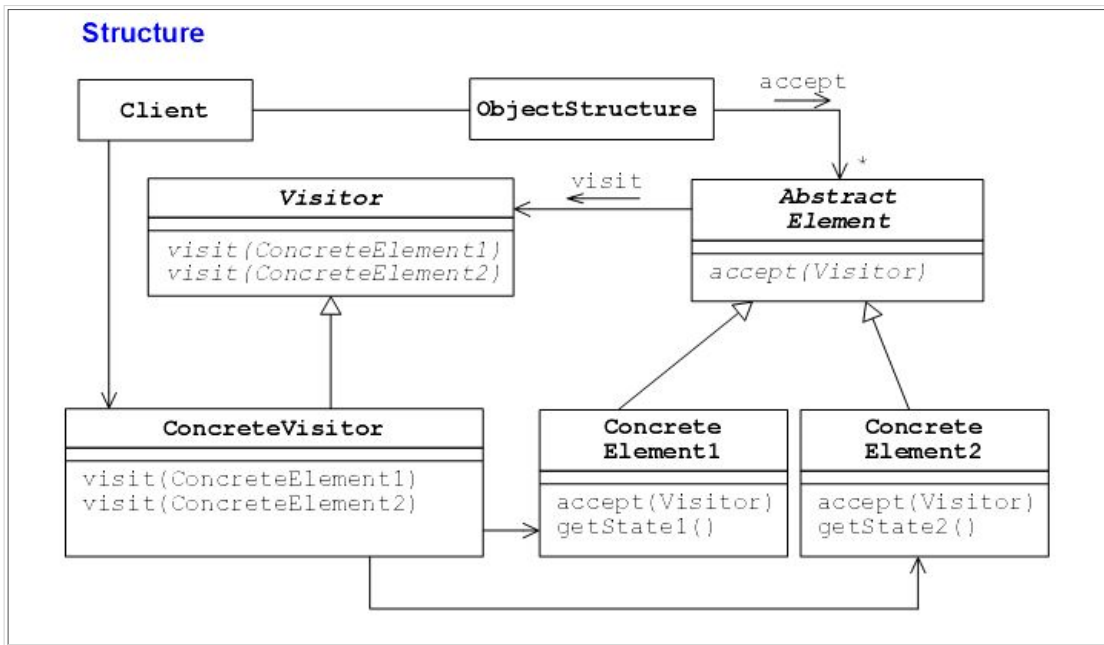 Structure
Client
ObjectStructure
accept
*
Visitor
visit(ConcreteElement1)
visit(ConcreteElement2)
visit
Abstract
Element
accept(Visitor)
ConcreteVisitor
visit(ConcreteElement1)
visit(ConcreteElement2)
Concrete
Element1
accept(Visitor)
getState1()
Concrete
Element2
accept(Visitor)
getState2()